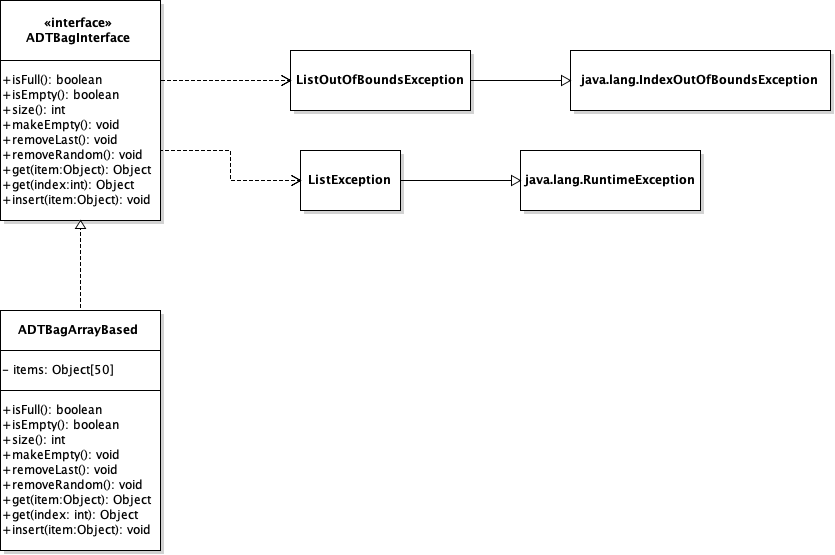 «interface»
ADTBagInterface
+isFull(): boolean
+isEmpty(): boolean
+size(): int
+makeEmpty(): void
+removeLast(): void
+removeRandom(): void
+get(item:Object): Object
+get(index:int): Object
+insert(item:Object): void
ListOutOfBoundsException
java.lang.IndexOutOfBoundsException
ListException
java.lang.RuntimeException
ADTBagArrayBased
- items: Object[50]
+isFull(): boolean
+isEmpty(): boolean
+size(): int
+makeEmpty(): void
+removeLast(): void
+removeRandom(): void
+get(item:Object): Object
+get(index: int): Object
+insert(item:Object): void